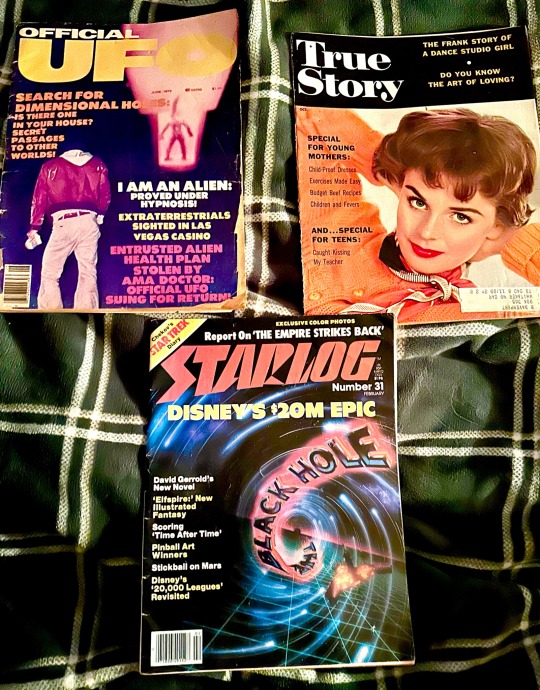 OFFICIAL
UFO
JUNE 1978
SEARCH FOR
DIMENSIONAL HOLES:
IS THERE ONE
IN YOUR HOUSE?
SECRET
PASSAGES
TO OTHER
WORLDS!
I AM AN ALIEN:
PROVED UNDER
HYPNOSIS!
EXTRATERRESTRIALS
SIGHTED IN LAS
VEGAS CASINO
ENTRUSTED ALIEN
HEALTH PLAN
STOLEN BY
AMA DOCTOR:
OFFICIAL UFO
SUING FOR RETURN!
True
Story
THE FRANK STORY OF
A DANCE STUDIO GIRL
•
DO YOU KNOW
THE ART OF LOVING?
SPECIAL
FOR YOUNG
MOTHERS:
Child-Proof Dresses
Exercises Made Easy
Budget Beef Recipes
Children and Fevers
AND...SPECIAL
FOR TEENS:
Caught Kissing
My Teacher
Chekov's
STAR TREK
Diary
EXCLUSIVE COLOR PHOTOS
Report On 'THE EMPIRE STRIKES BACK'
STARLOG
Number 31
FEBRUARY
DISNEY'S $20M EPIC
THE
BLACK HOLE
David Gerrold's
New Novel
'Elfspire:' New
Illustrated
Fantasy
Scoring
'Time After Time'
Pinball Art
Winners
Stickball on Mars
Disney's
'20,000 Leagues'
Revisited